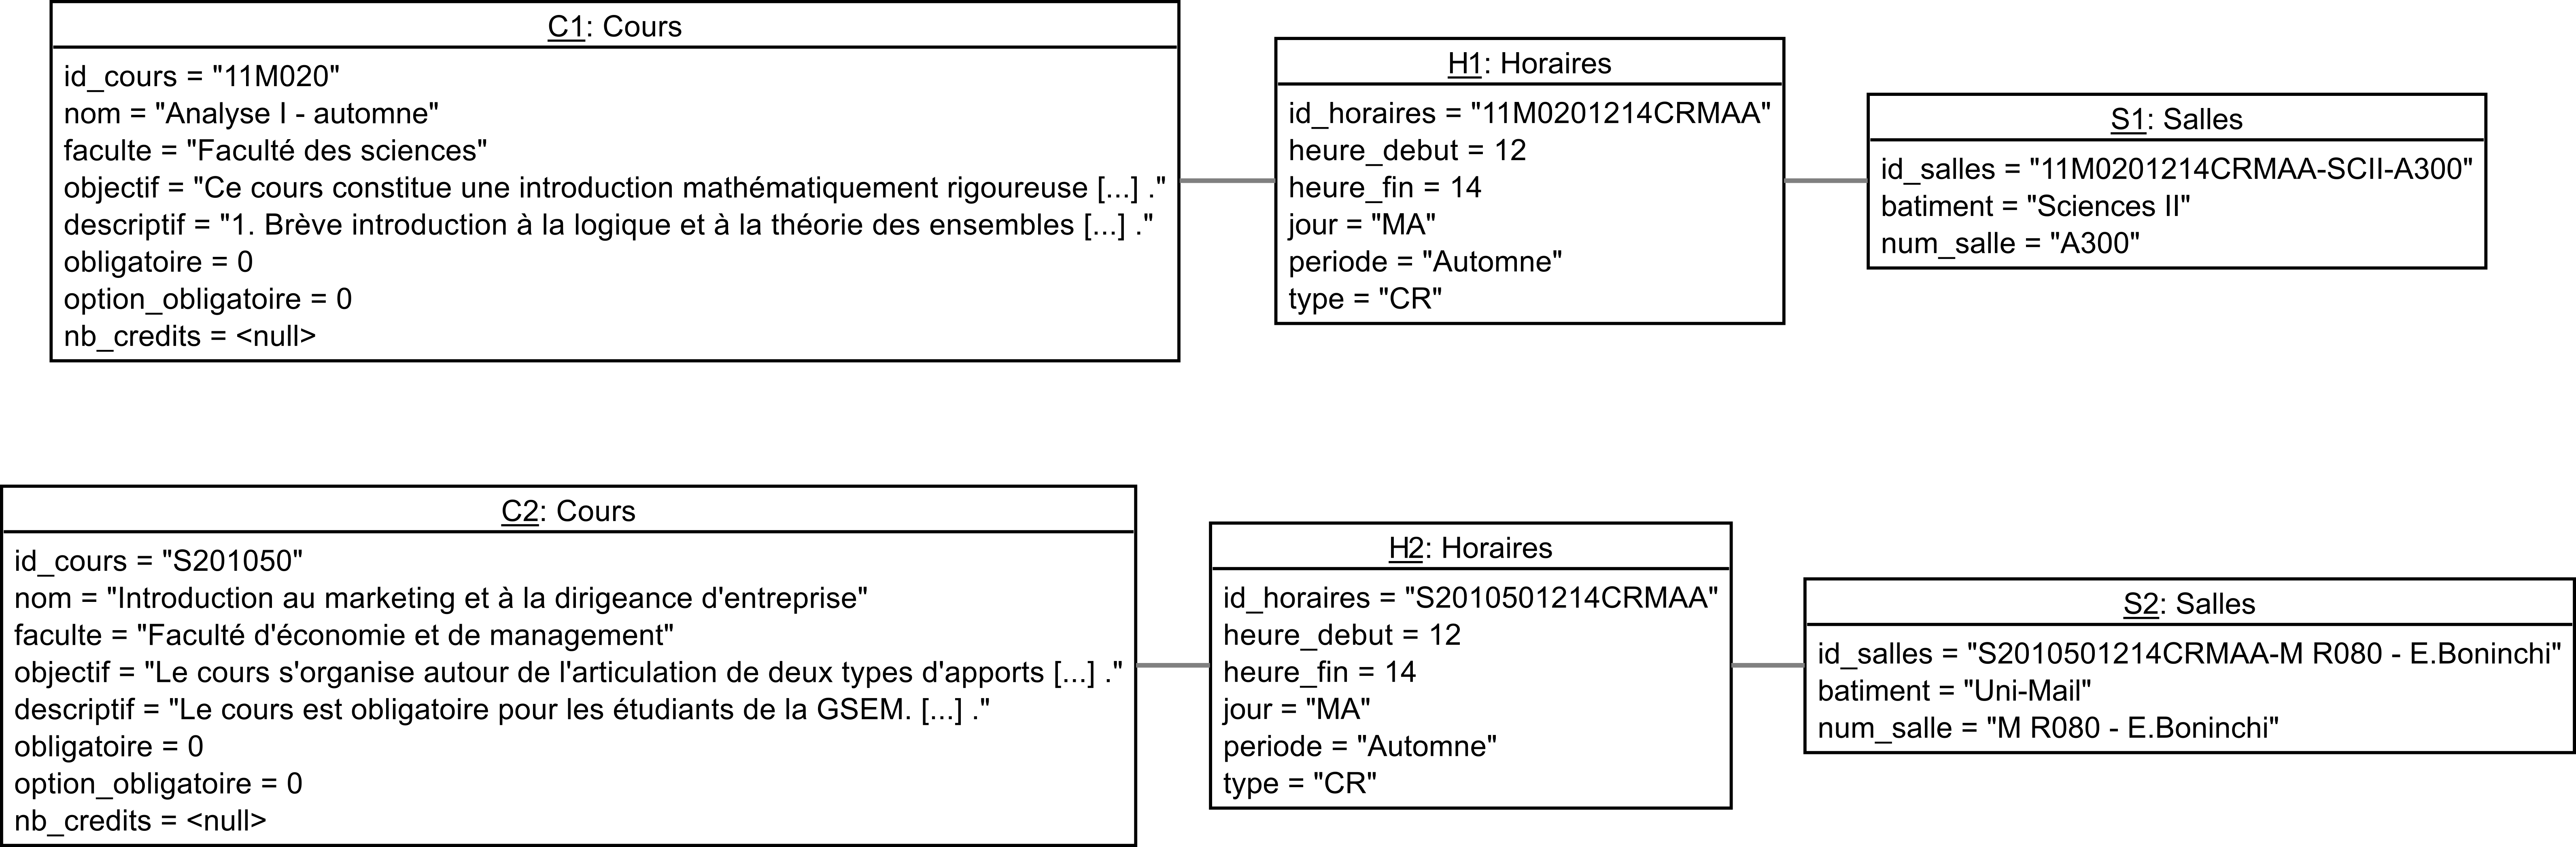 C1: Cours
id_cours = "11M020"
nom = "Analyse I - automne"
faculte = "Faculté des sciences"
objectif = "Ce cours constitue une introduction mathématiquement rigoureuse [...] ."
descriptif = "1. Brève introduction à la logique et à la théorie des ensembles [...] ."
obligatoire = 0
option_obligatoire = 0
nb_credits = <null>
H1: Horaires
id_horaires = "11M0201214CRMAA"
heure_debut = 12
heure_fin = 14
jour = "MA"
periode = "Automne"
type = "CR"
S1: Salles
id_salles = "11M0201214CRMAA-SCII-A300"
batiment = "Sciences II"
num_salle = "A300"
C2: Cours
id_cours = "S201050"
nom = "Introduction au marketing et à la dirigeance d'entreprise"
faculte = "Faculté d'économie et de management"
objectif = "Le cours s'organise autour de l'articulation de deux types d'apports [...] ."
descriptif = "Le cours est obligatoire pour les étudiants de la GSEM. [...] ."
obligatoire = 0
option_obligatoire = 0
nb_credits = <null>
H2: Horaires
id_horaires = "S2010501214CRMAA"
heure_debut = 12
heure_fin = 14
jour = "MA"
periode = "Automne"
type = "CR"
S2: Salles
id_salles = "S2010501214CRMAA-M R080 - E.Boninchi"
batiment = "Uni-Mail"
num_salle = "M R080 - E.Boninchi"